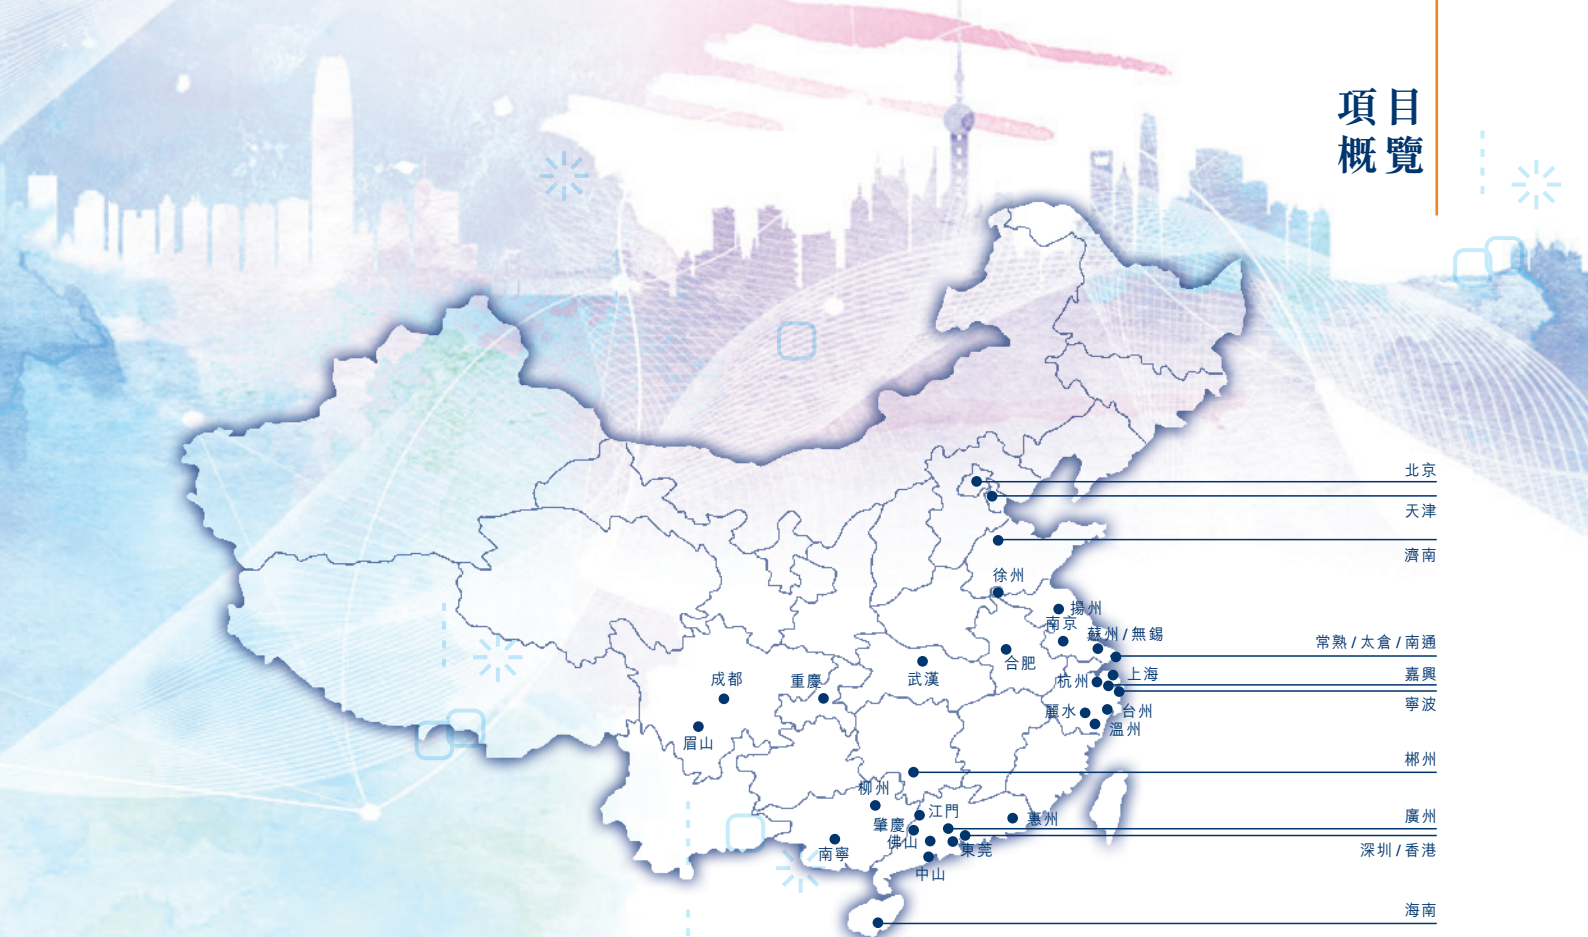 項目
概覽
北京
天津
濟南
徐州
揚州
南京
蘇州/無錫
常熟/太倉/南通
合肥
武漢
上海
嘉興
杭州
成都
重慶
寧波
麗水
台州
溫州
眉山
郴州
柳州
江門
廣州
惠州
肇慶
佛山
東莞
深圳/香港
南寧
中山
海南